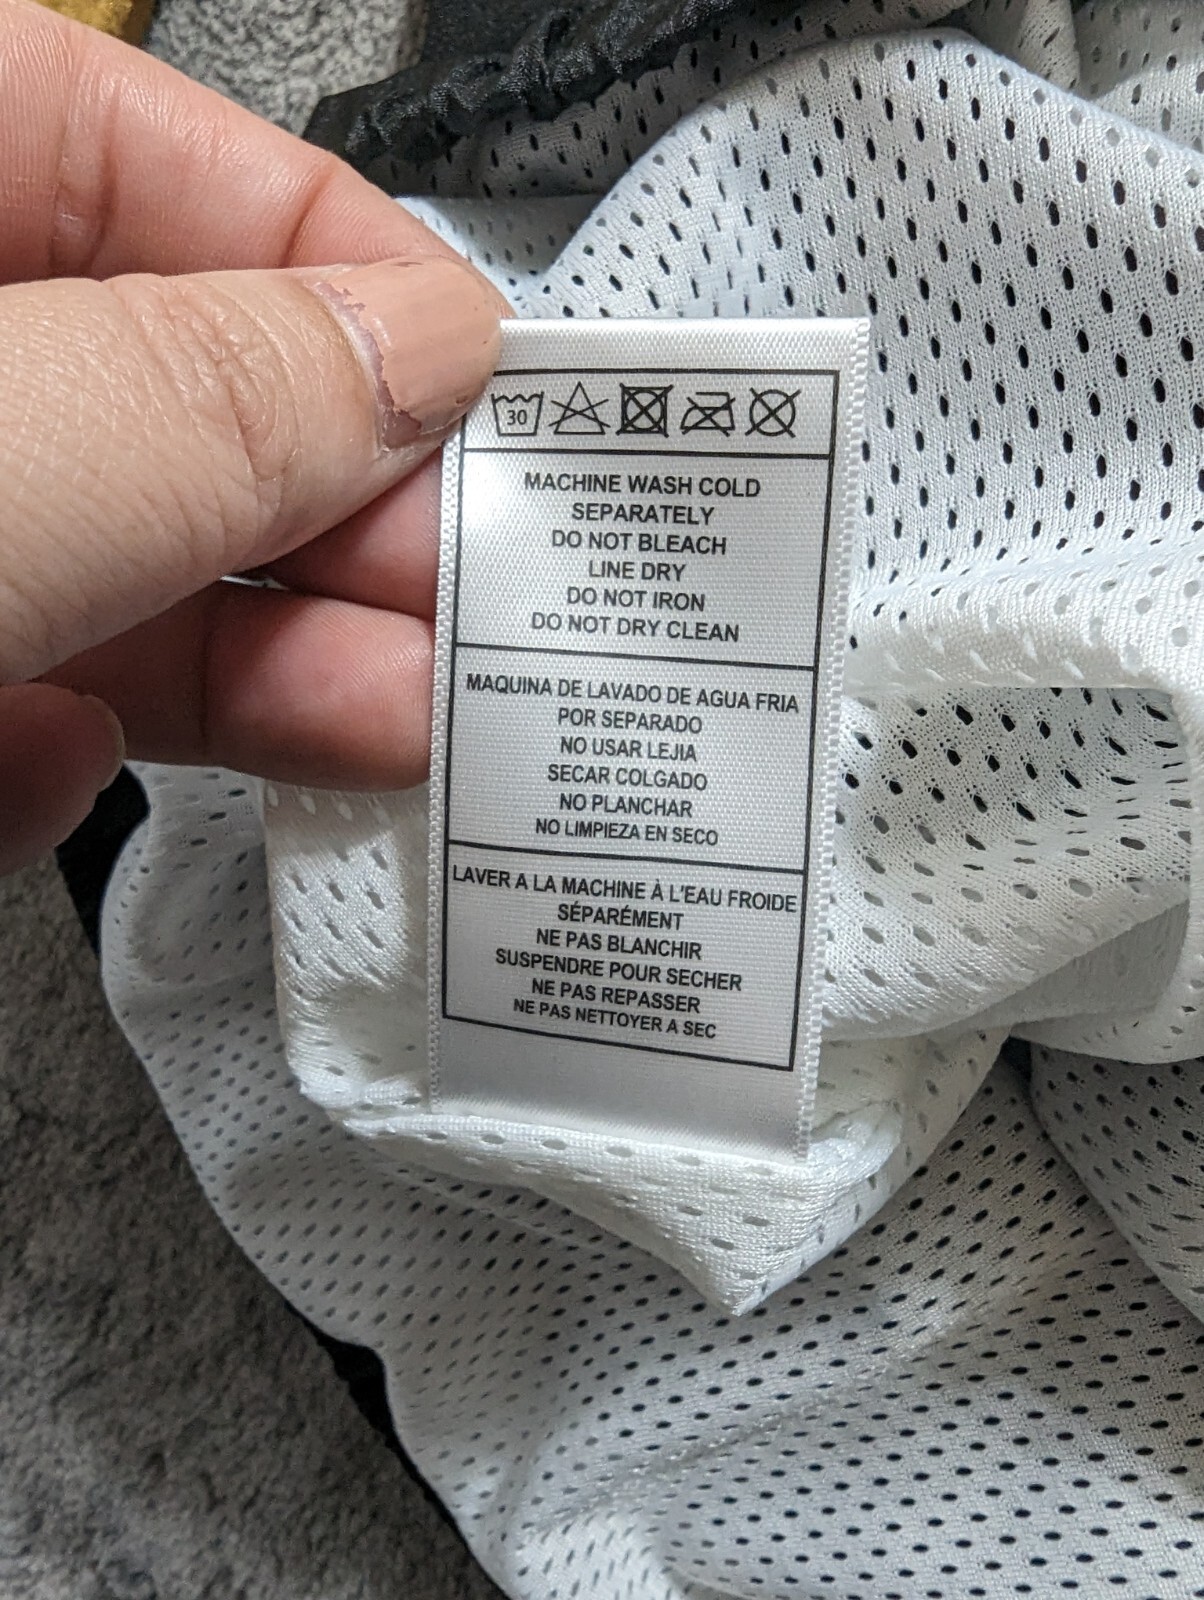 30
MACHINE WASH COLD
SEPARATELY
DO NOT BLEACH
LINE DRY
DO NOT IRON
DO NOT DRY CLEAN
MAQUINA DE LAVADO DE AGUA FRIA
POR SEPARADO
NO USAR LEJIA
SECAR COLGADO
NO PLANCHAR
NO LIMPIEZA EN SECO
LAVER A LA MACHINE À L'EAU FROIDE
SÉPARÉMENT
NE PAS BLANCHIR
SUSPENDRE POUR SECHER
NE PAS REPASSER
NE PAS NETTOYER A SEC